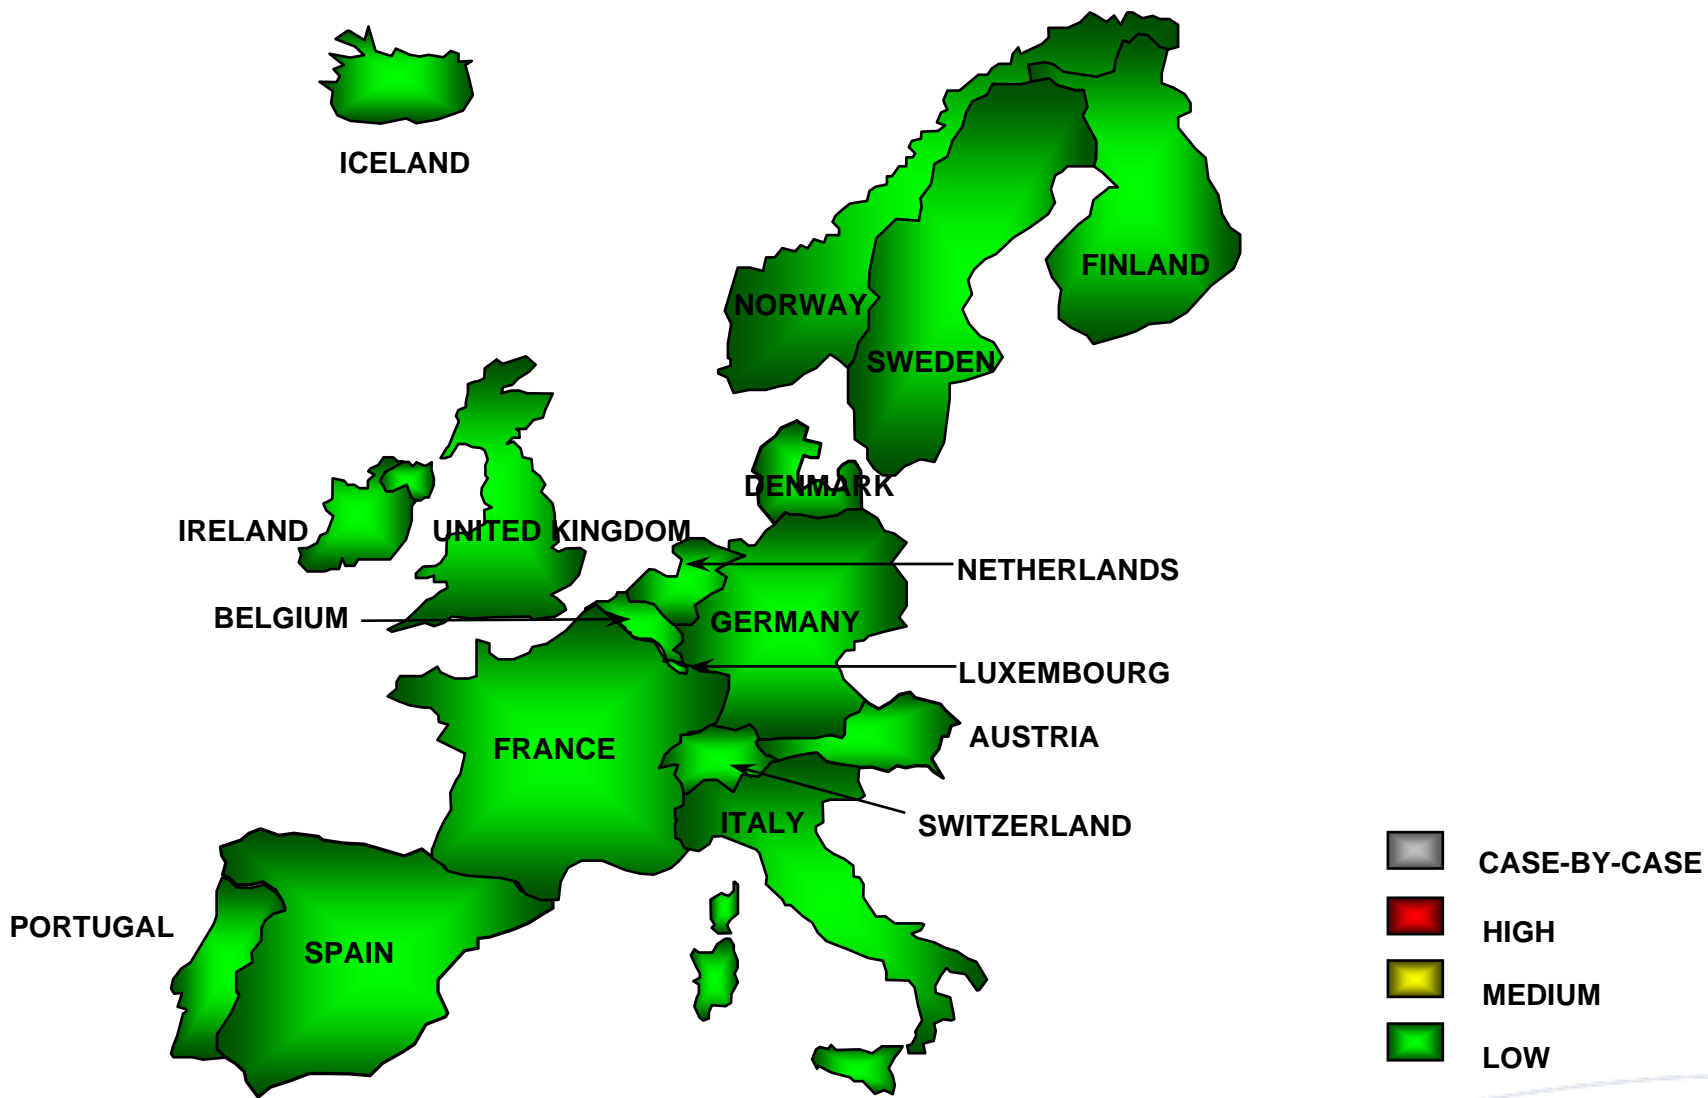 ICELAND
FINLAND
NORWAY
SWEDEN
DENMARK
IRELAND
UNITED KINGDOM
NETHERLANDS
BELGIUM
GERMANY
LUXEMBOURG
AUSTRIA
FRANCE
ITALY
SWITZERLAND
PORTUGAL
SPAIN
CASE-BY-CASE
HIGH
MEDIUM
LOW